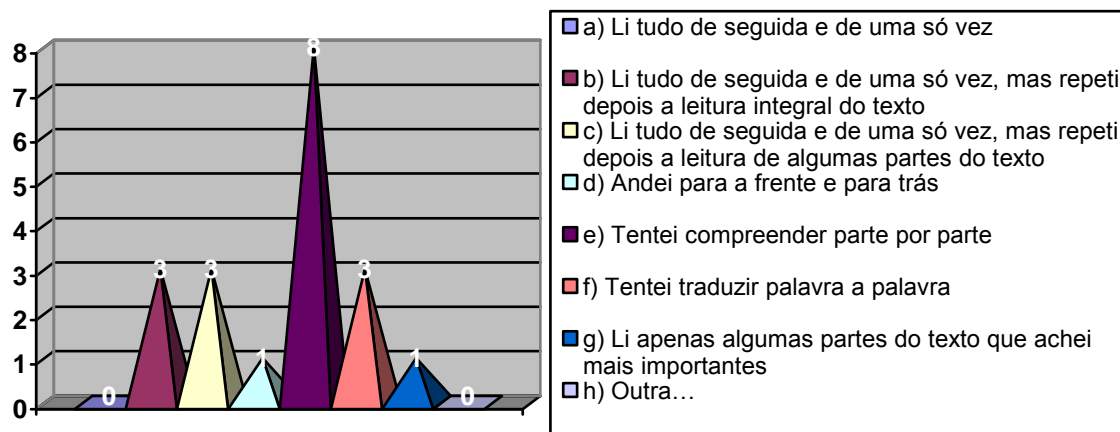 8
7
6
5
4
3
2
1
0
0
3
3
1
8
3
1
0
a) Li tudo de seguida e de uma só vez
b) Li tudo de seguida e de uma só vez, mas repeti
depois a leitura integral do texto
c) Li tudo de seguida e de uma só vez, mas repeti
depois a leitura de algumas partes do texto
d) Andei para a frente e para trás
e) Tentei compreender parte por parte
f) Tentei traduzir palavra a palavra
g) Li apenas algumas partes do texto que achei
mais importantes
h) Outra…